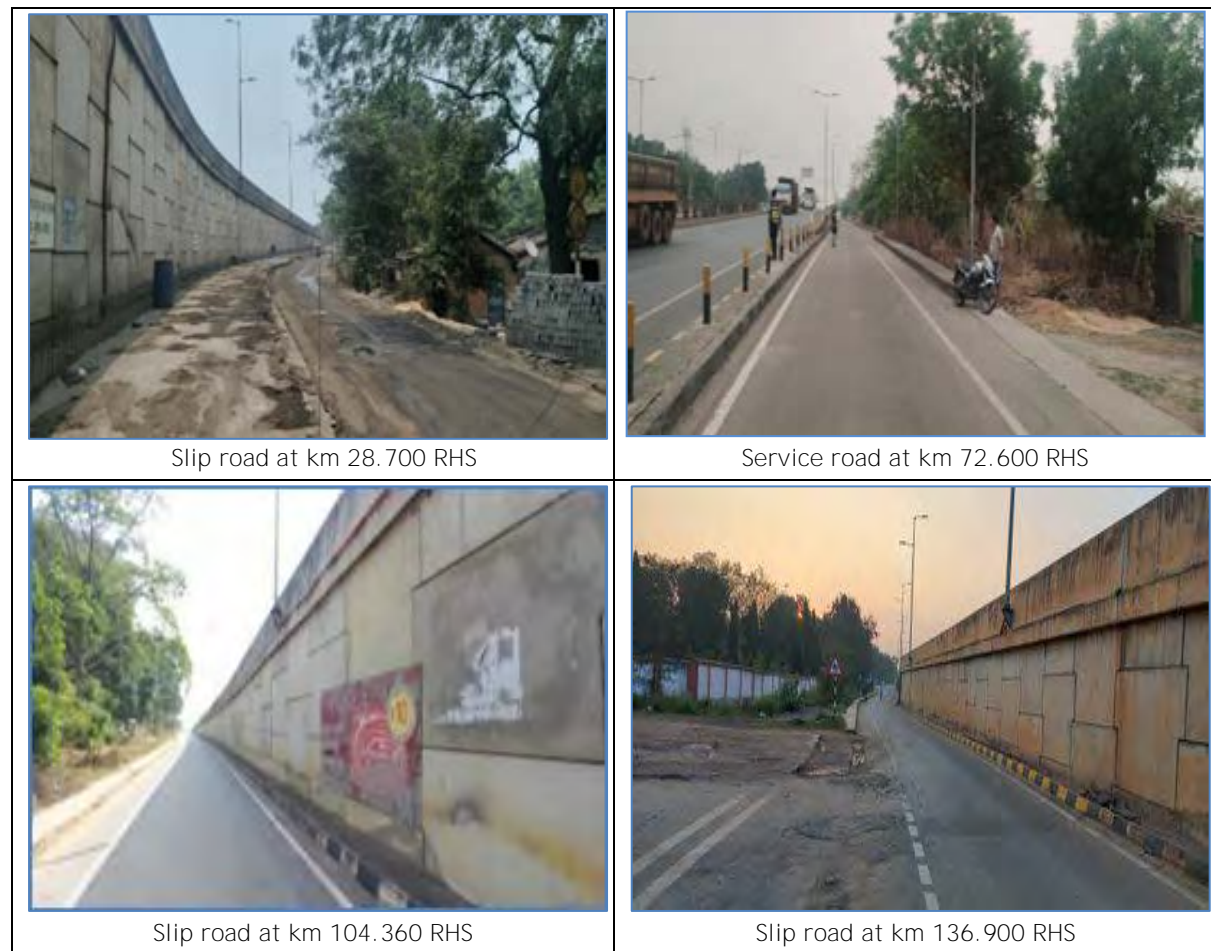 Slip road at km 28.700 RHS
Service road at km 72.600 RHS
Slip road at km 104.360 RHS
Slip road at km 136.900 RHS